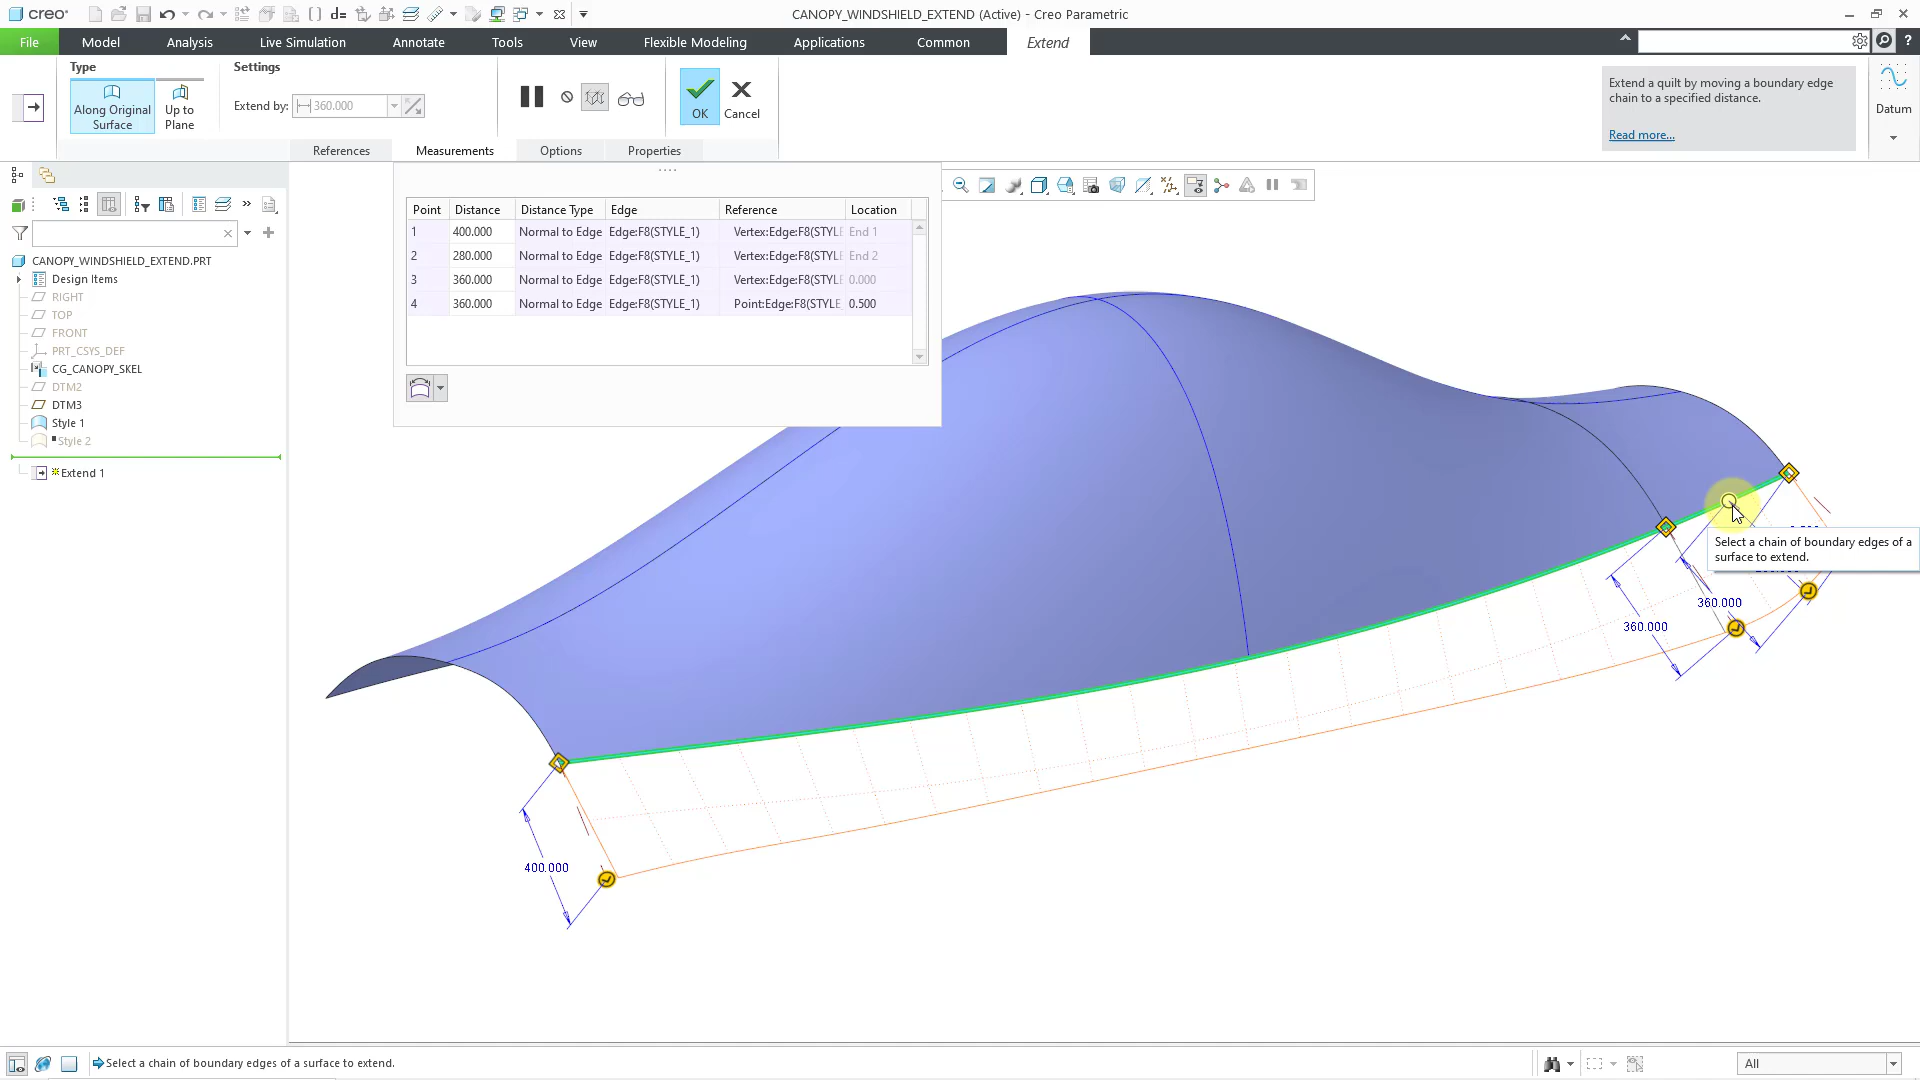 creo
CANOPY_WINDSHIELD_EXTEND (Active) - Creo Parametric
File
Model
Analysis
Live Simulation
Annotate
Tools
View
Flexible Modeling
Applications
Common
Extend
Type
Settings
Along Original
Surface
Up to
Plane
Extend by:
360.000
OK
Cancel
Extend a quilt by moving a boundary edge
chain to a specified distance.
Read more...
Datum
References
Measurements
Options
Properties
Point Distance Distance Type Edge Reference Location
1 400.000 Normal to Edge Edge:F8(STYLE_1) Vertex:Edge:F8(STYLE End 1
2 280.000 Normal to Edge Edge:F8(STYLE_1) Vertex:Edge:F8(STYLE End 2
3 360.000 Normal to Edge Edge:F8(STYLE_1) Vertex:Edge:F8(STYLE 0.000
4 360.000 Normal to Edge Edge:F8(STYLE_1) Point:Edge:F8(STYLE_ 0.500
CANOPY_WINDSHIELD_EXTEND.PRT
Design Items
RIGHT
TOP
FRONT
PRT_CSYS_DEF
CG_CANOPY_SKEL
DTM2
DTM3
Style 1
Style 2
Extend 1
Select a chain of boundary edges of a
surface to extend.
360.000
360.000
400.000
Select a chain of boundary edges of a surface to extend.
All